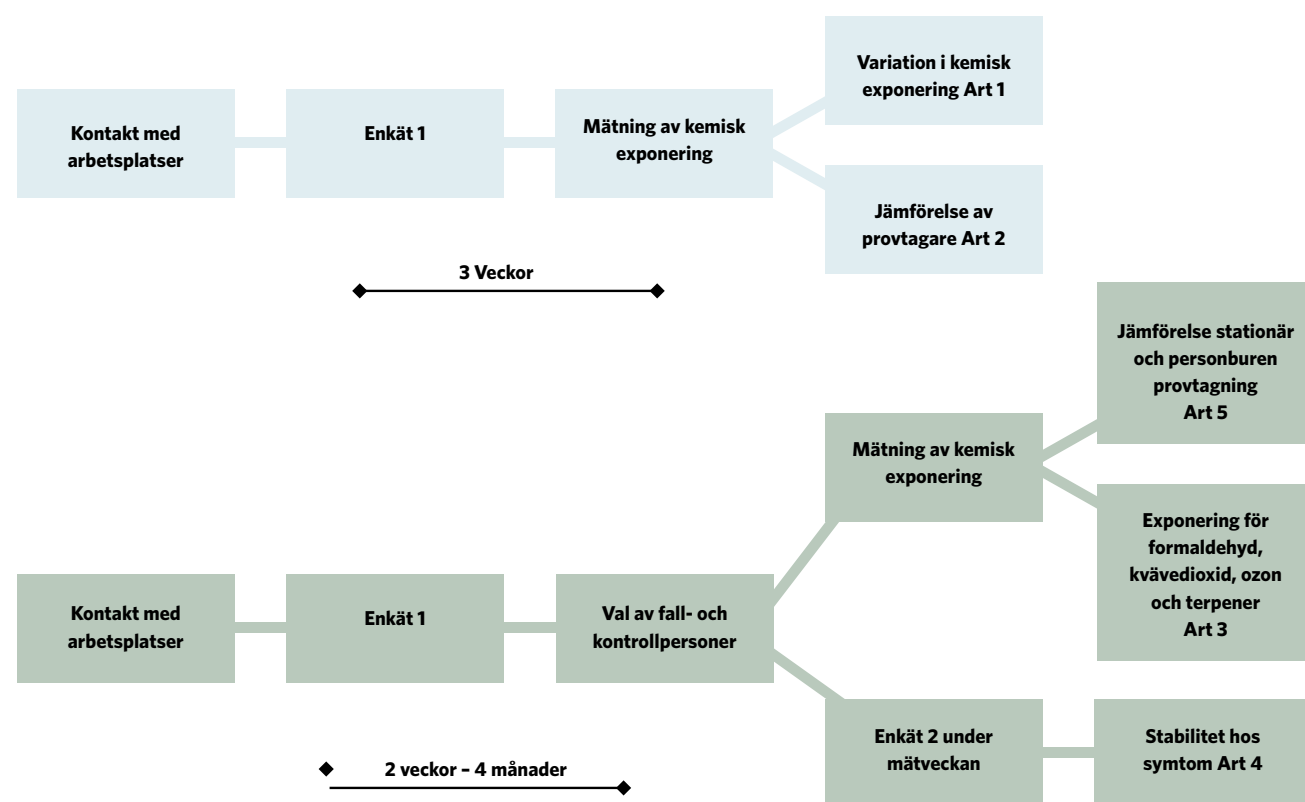 Kontakt med
arbetsplatser
Enkät 1
Mätning av kemisk
exponering
Variation i kemisk
exponering Art 1
Jämförelse av
provtagare Art 2
3 Veckor
Kontakt med
arbetsplatser
Enkät 1
Val av fall- och
kontrollpersoner
Mätning av kemisk
exponering
Jämförelse stationär
och personburen
provtagning
Art 5
Exponering för
formaldehyd,
kvävedioxid, ozon
och terpener
Art 3
Enkät 2 under
mätveckan
Stabilitet hos
symtom Art 4
2 veckor – 4 månader